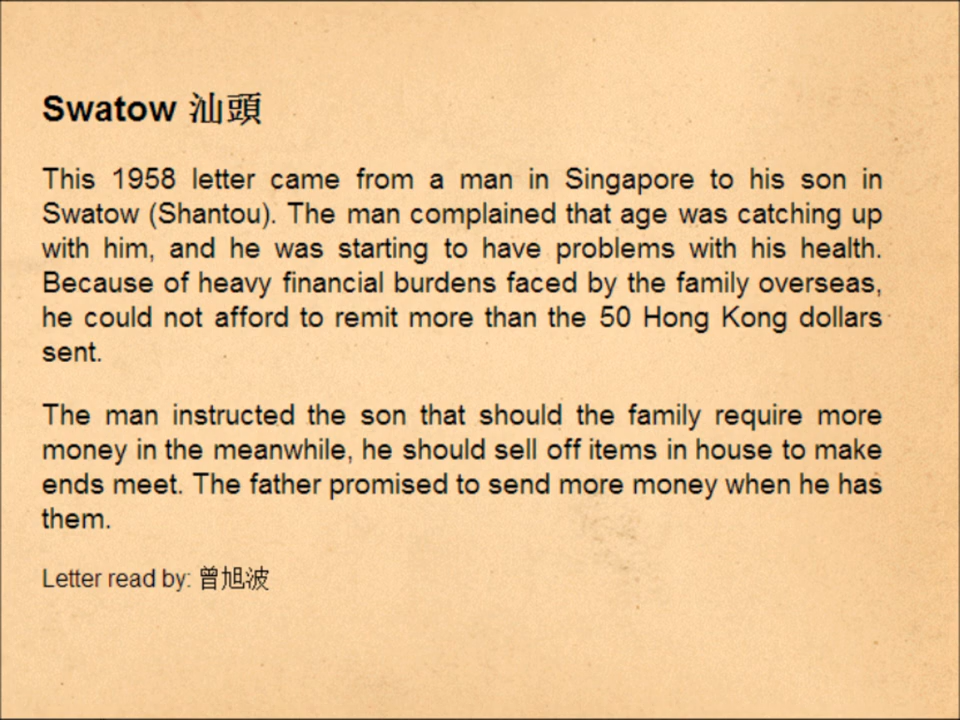 Swatow 汕頭
This 1958 letter came from a man in Singapore to his son in
Swatow (Shantou). The man complained that age was catching up
with him, and he was starting to have problems with his health.
Because of heavy financial burdens faced by the family overseas,
he could not afford to remit more than the 50 Hong Kong dollars
sent.
The man instructed the son that should the family require more
money in the meanwhile, he should sell off items in house to make
ends meet. The father promised to send more money when he has
them.
Letter read by: 曾旭波